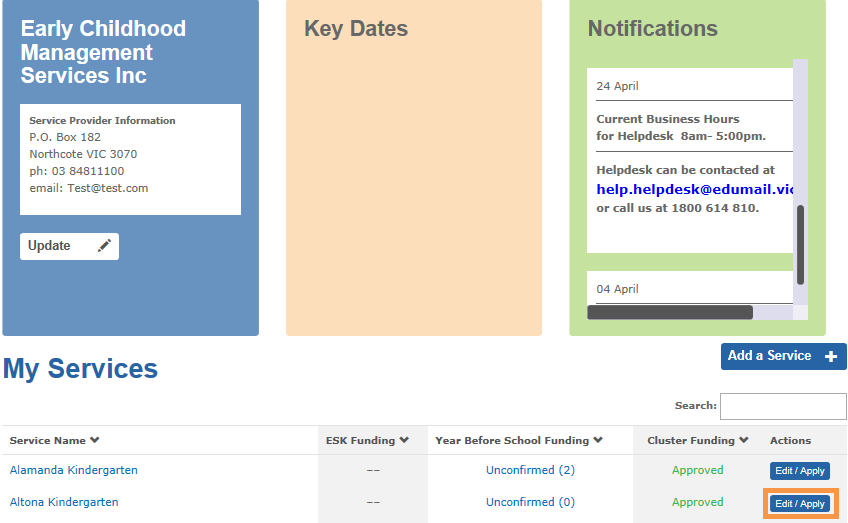 Early Childhood
Management
Services Inc
Service Provider Information
P.O. Box 182
Northcote VIC 3070
ph: 03 84811100
email: Test@test.com
Update
Key Dates
Notifications
24 April
Current Business Hours
for Helpdesk 8am- 5:00pm.
Helpdesk can be contacted at
help.helpdesk@edumail.vic
or call us at 1800 614 810.
04 April
My Services
Add a Service
Search:
Service Name ESK Funding Year Before School Funding Cluster Funding Actions
Alamanda Kindergarten -- Unconfirmed (2) Approved Edit / Apply
Altona Kindergarten -- Unconfirmed (0) Approved Edit / Apply